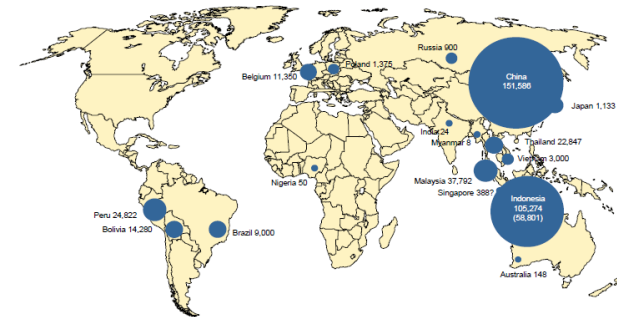 Russia 900
Poland 1,375
Belgium 11,350
China
151,586
Japan 1,133
India 24
Myanmar 8
Thailand 22,847
Vietnam 3,000
Nigeria 50
Malaysia 37,792
Singapore 388?
Indonesia
105,274
(58,801)
Peru 24,822
Bolivia 14,280
Brazil 9,000
Australia 148